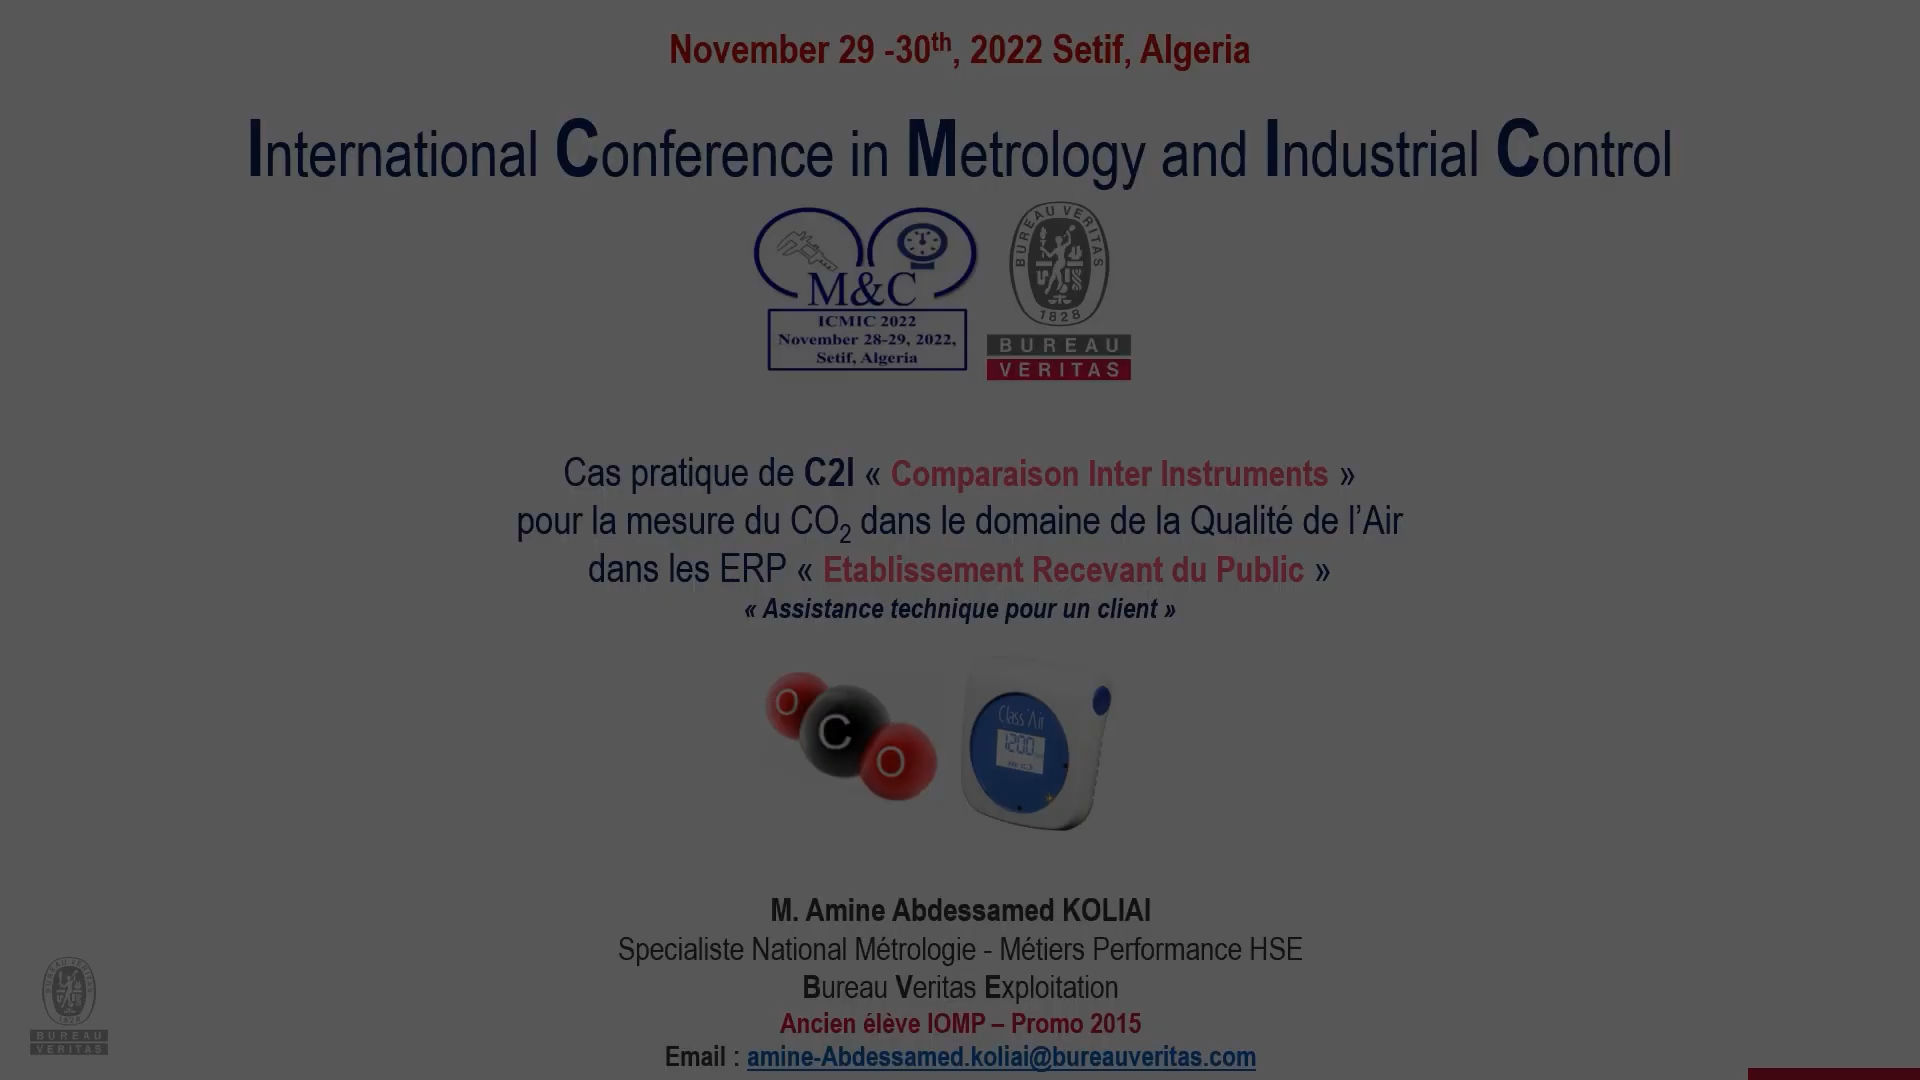 November 29 -30th, 2022 Setif, Algeria
International Conference in Metrology and Industrial Control
M&C
ICMIC 2022
November 28-29, 2022,
Setif, Algeria
BUREAU VERITAS
1828
BUREAU
VERITAS
Cas pratique de C2I « Comparaison Inter Instruments »
pour la mesure du CO2 dans le domaine de la Qualité de l’Air
dans les ERP « Etablissement Recevant du Public »
« Assistance technique pour un client »
O
C
O
Class'Air
1200
M. Amine Abdessamed KOLIAI
Specialiste National Métrologie - Métiers Performance HSE
Bureau Veritas Exploitation
Ancien élève IOMP – Promo 2015
Email : amine-Abdessamed.koliai@bureauveritas.com
BUREAU VERITAS
1828
BUREAU
VERITAS